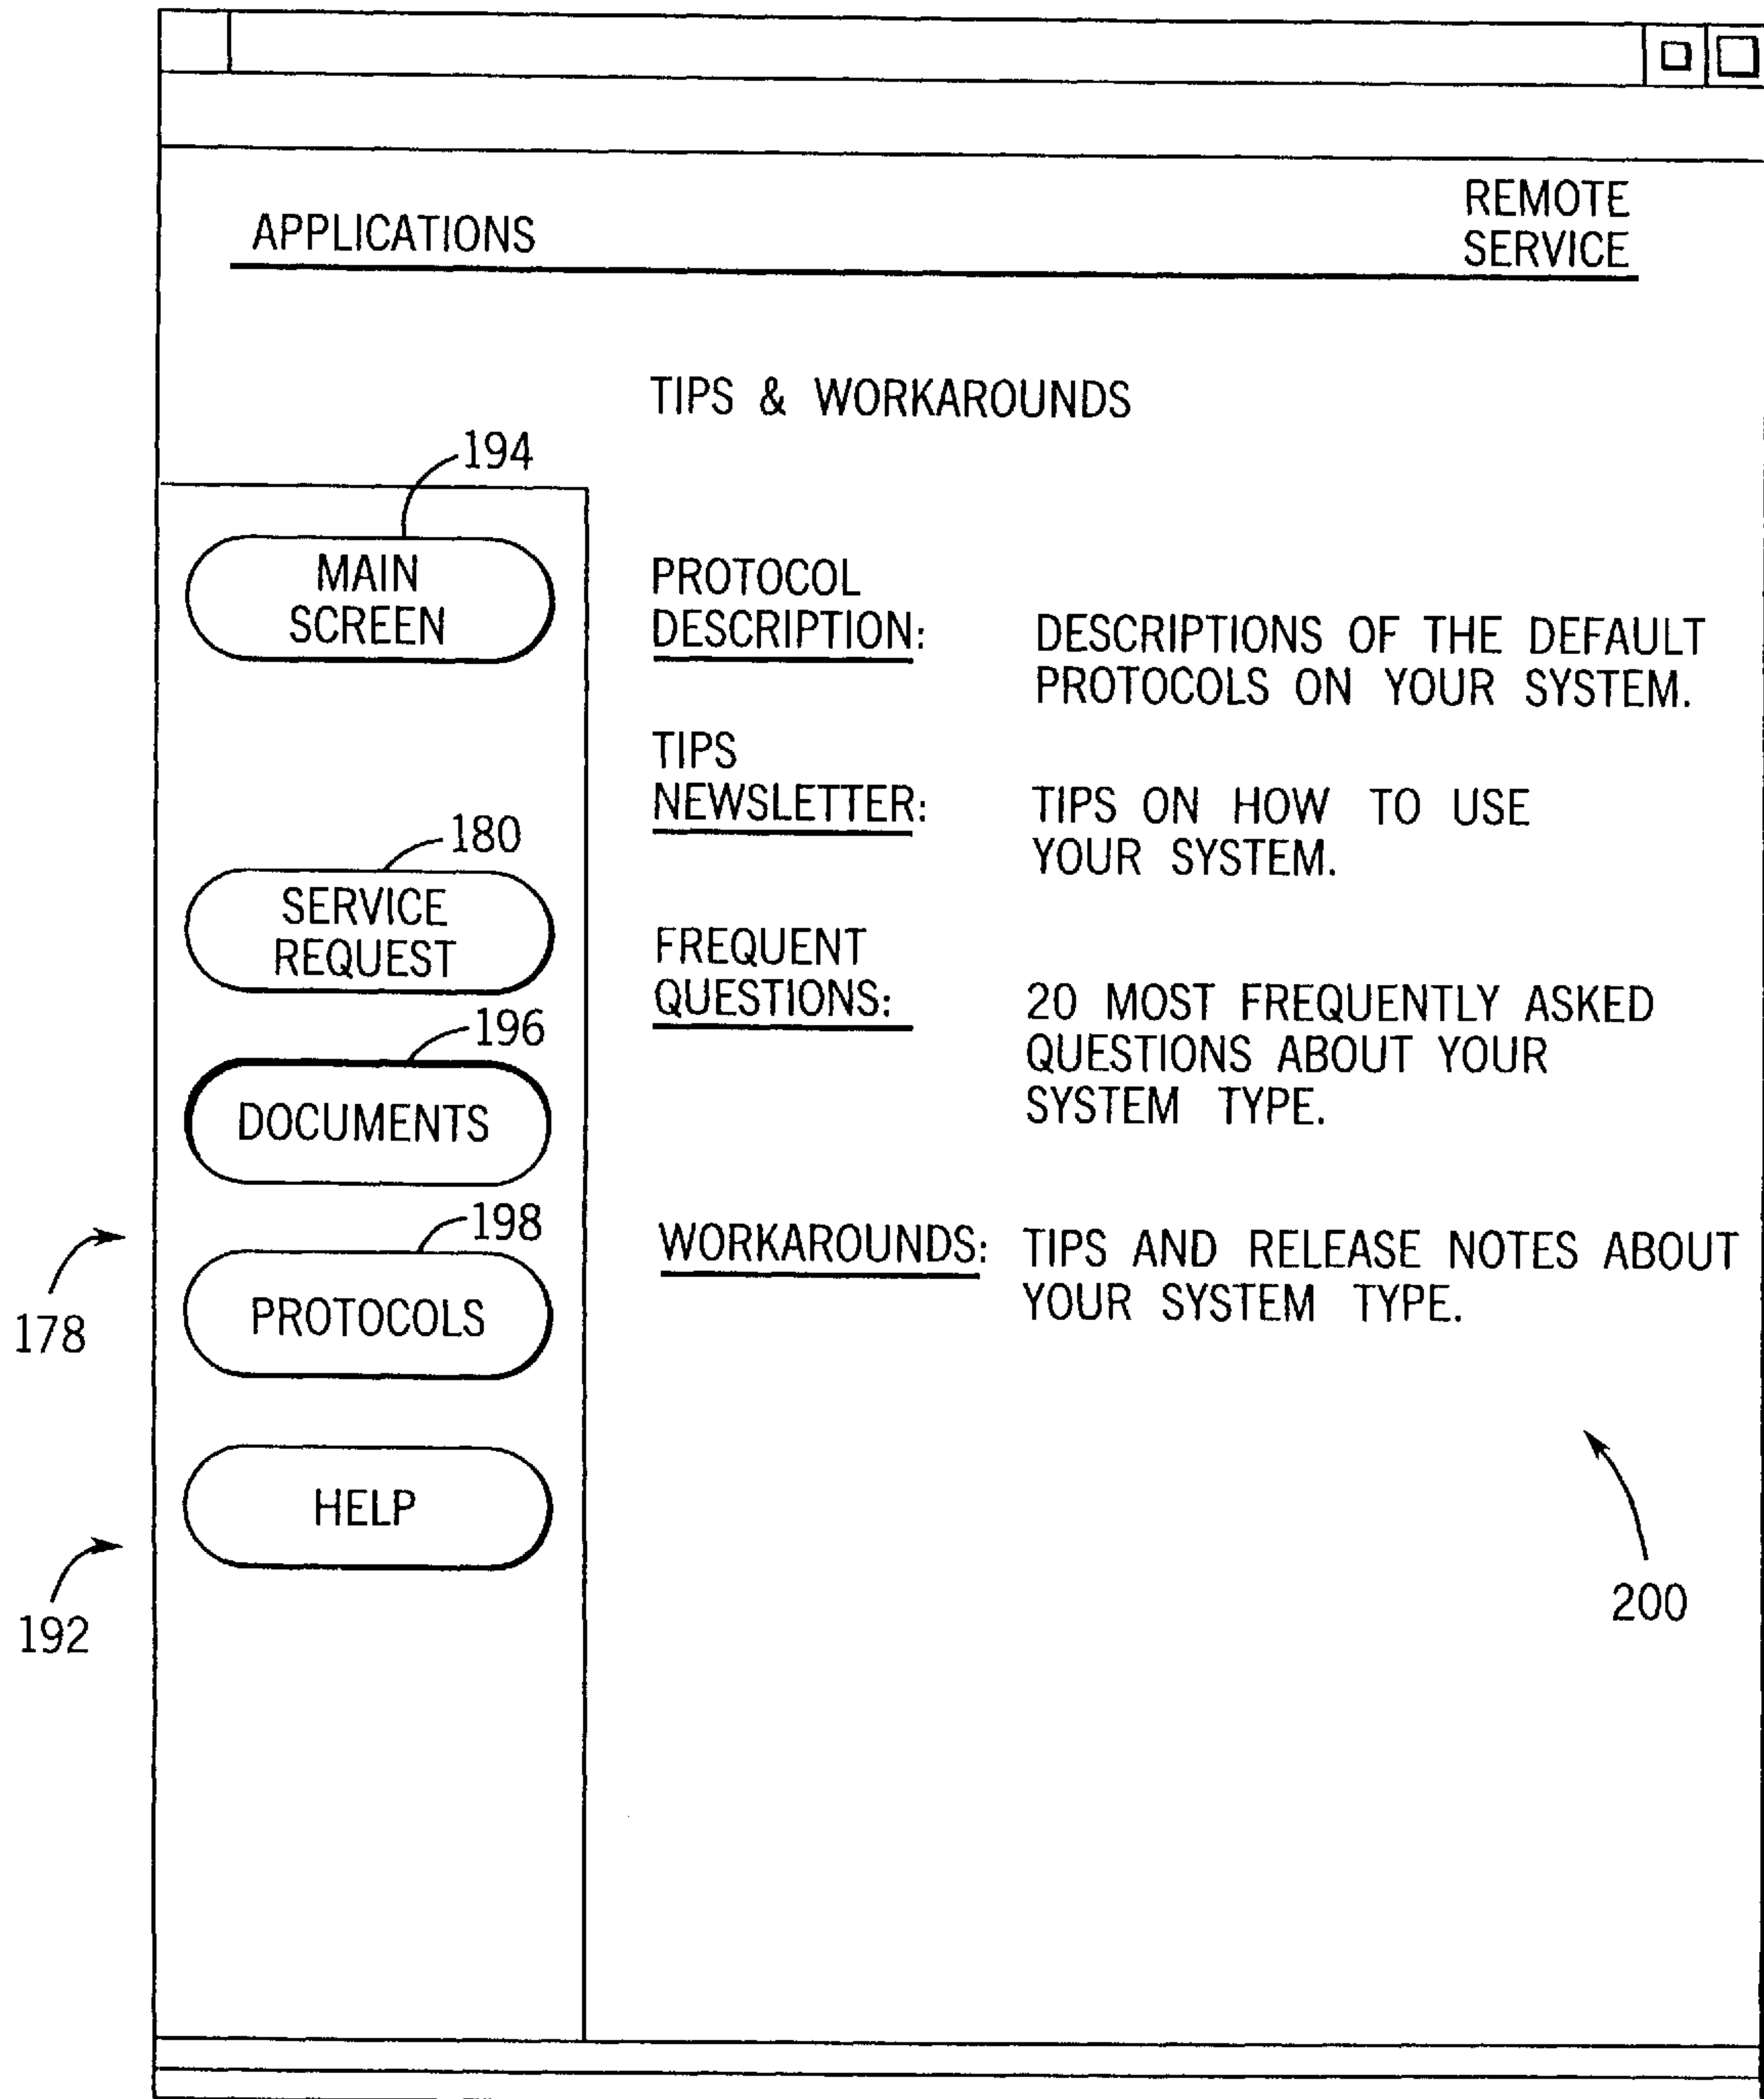 APPLICATIONS
REMOTE
SERVICE
TIPS & WORKAROUNDS
194
MAIN
SCREEN
180
SERVICE
REQUEST
196
DOCUMENTS
198
PROTOCOLS
HELP
178
192
PROTOCOL
DESCRIPTION:
DESCRIPTIONS OF THE DEFAULT
PROTOCOLS ON YOUR SYSTEM.
TIPS
NEWSLETTER:
TIPS ON HOW TO USE
YOUR SYSTEM.
FREQUENT
QUESTIONS:
20 MOST FREQUENTLY ASKED
QUESTIONS ABOUT YOUR
SYSTEM TYPE.
WORKAROUNDS:
TIPS AND RELEASE NOTES ABOUT
YOUR SYSTEM TYPE.
200